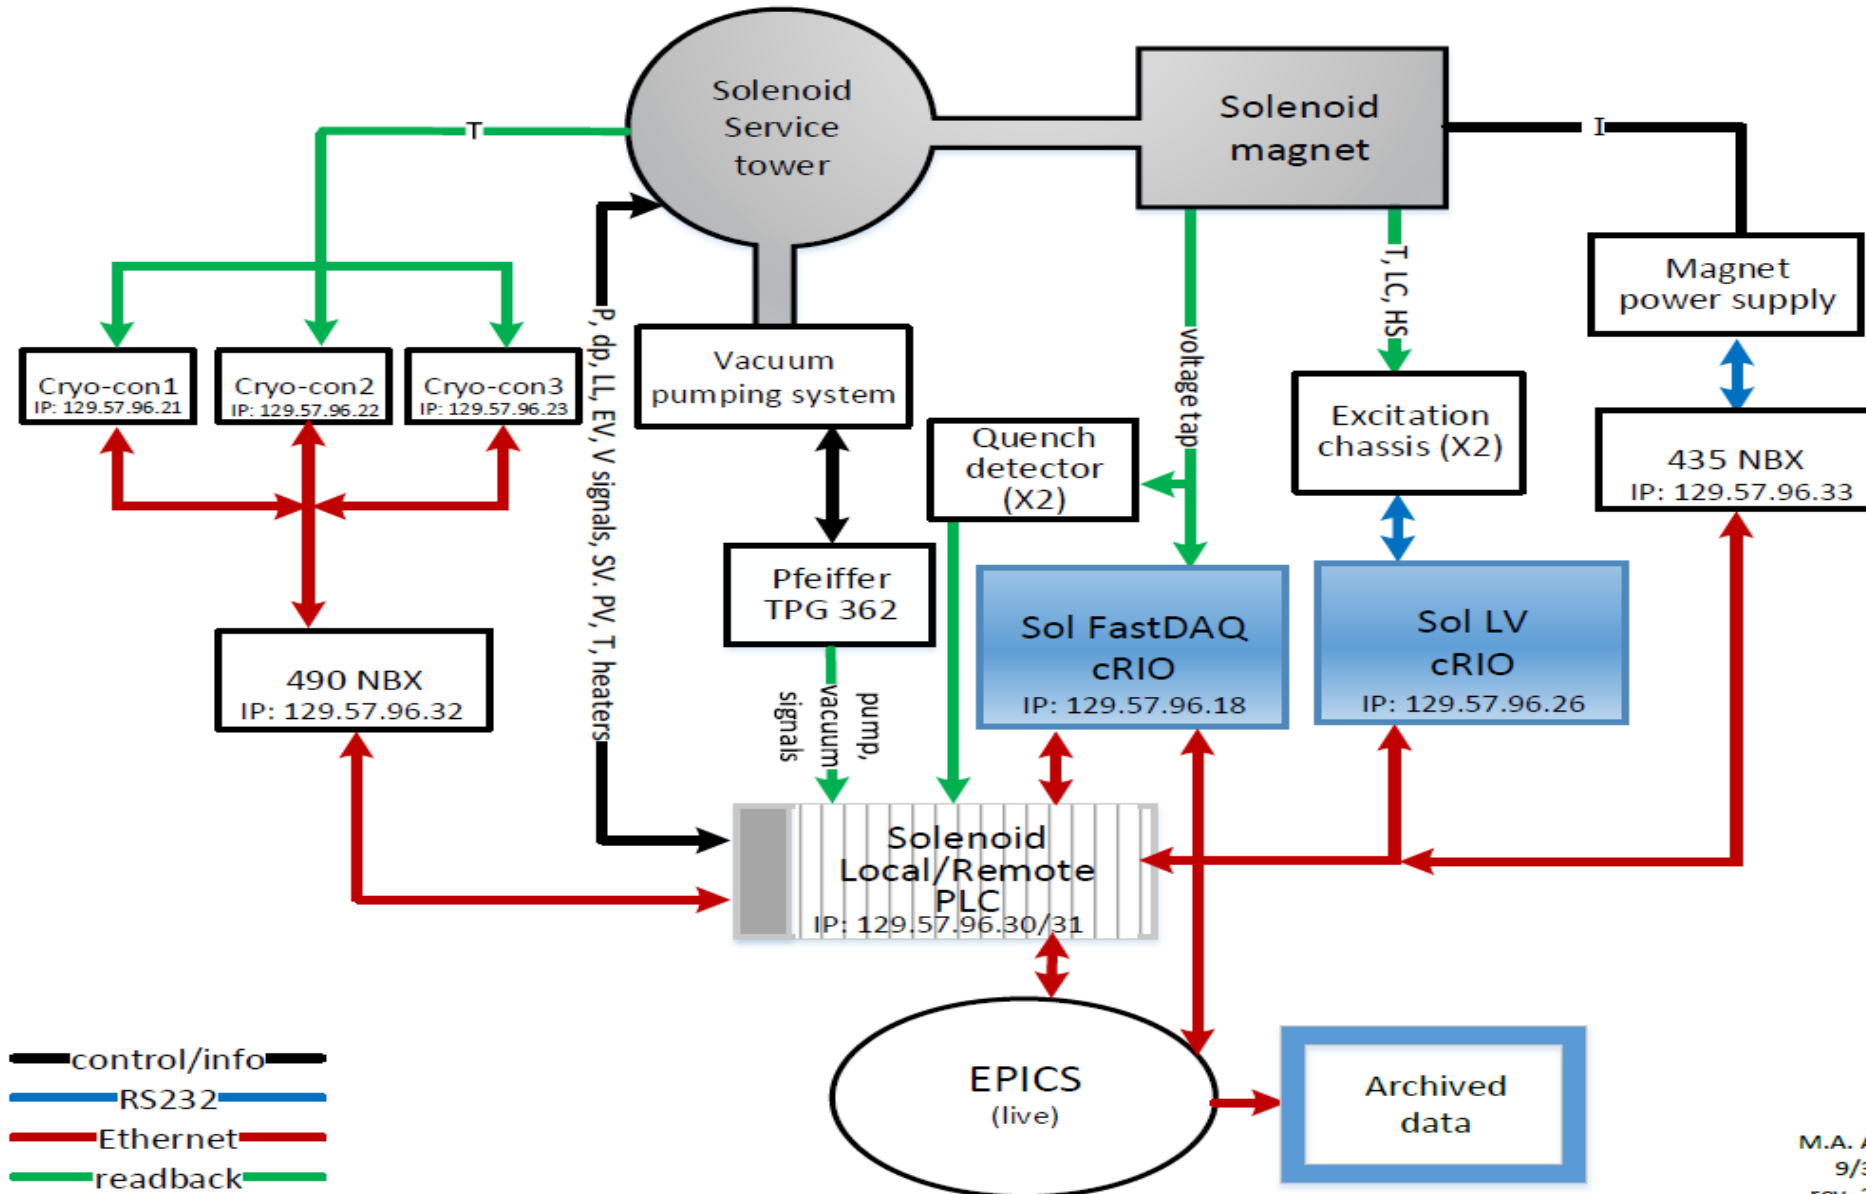 Solenoid
Service
tower
Solenoid
magnet
T
I
Magnet
power supply
P, dp, LL, EV, V signals, SV. PV, T, heaters
voltage tap
T, LC, HS
Cryo-con1
IP: 129.57.96.21
Cryo-con2
IP: 129.57.96.22
Cryo-con3
IP: 129.57.96.23
Vacuum
pumping system
Quench
detector
(X2)
Excitation
chassis (X2)
435 NBX
IP: 129.57.96.33
Pfeiffer
TPG 362
Sol FastDAQ
cRIO
IP: 129.57.96.18
Sol LV
cRIO
IP: 129.57.96.26
490 NBX
IP: 129.57.96.32
pump,
vacuum
signals
Solenoid
Local/Remote
PLC
IP: 129.57.96.30/31
EPICS
(live)
Archived
data
control/info
RS232
Ethernet
readback
M.A.